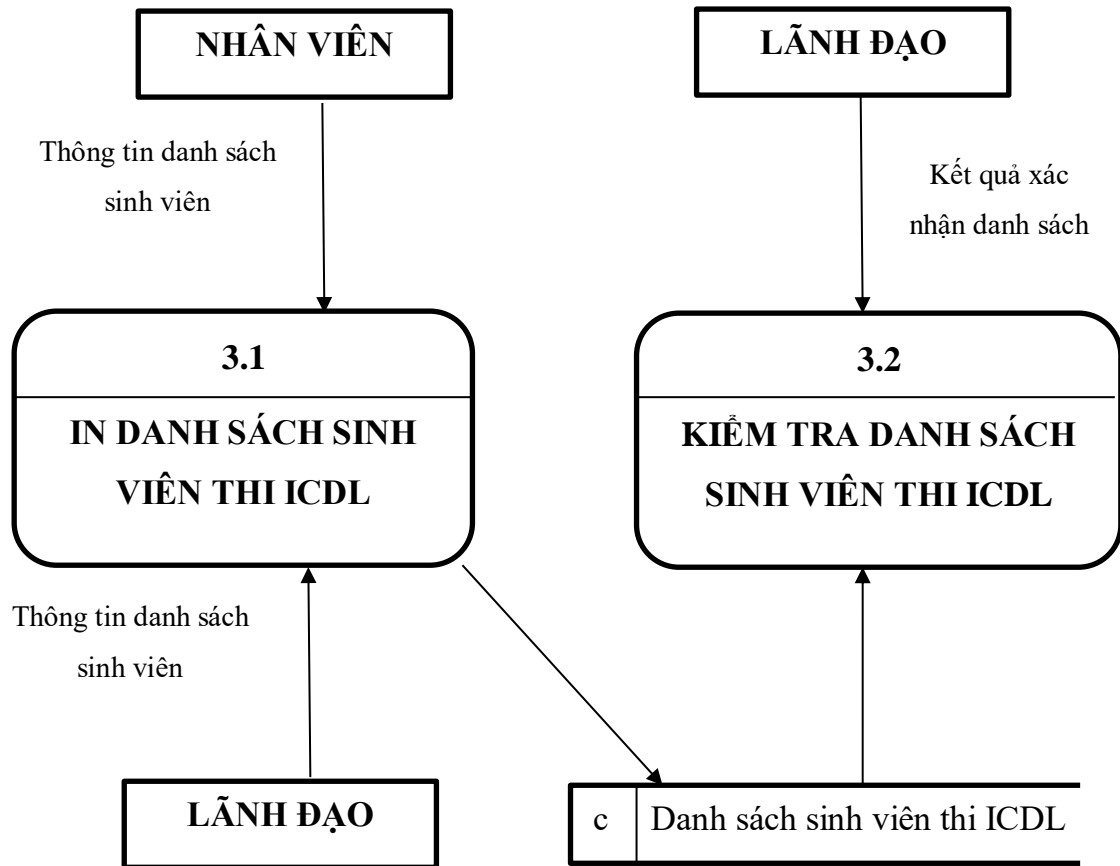 NHÂN VIÊN
LÃNH ĐẠO
Thông tin danh sách
sinh viên
Kết quả xác
nhận danh sách
3.1
IN DANH SÁCH SINH
VIÊN THI ICDL
3.2
KIỂM TRA DANH SÁCH
SINH VIÊN THI ICDL
Thông tin danh sách
sinh viên
LÃNH ĐẠO
c
Danh sách sinh viên thi ICDL